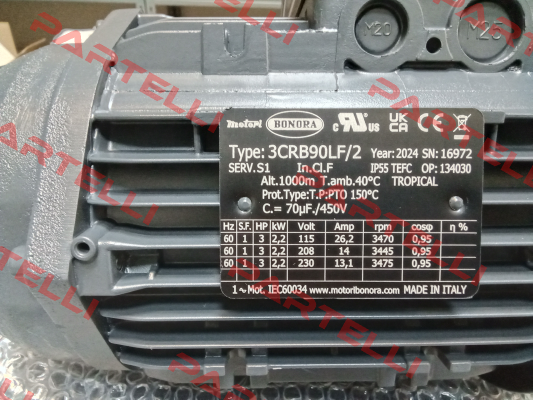 M20 M25
Motori BONORA c RU us UK CA CE
Type: 3CRB90LF/2 Year: 2024 SN: 16972
SERV. S1 In.Cl.F IP55 TEFC OP: 134030
Alt.1000m T.amb.40°C TROPICAL
Prot.Type:T.P:PTO 150°C
C.= 70µF./450V
Hz S.F. HP kW Volt Amp rpm cosφ η %
60 1 3 2,2 115 26,2 3470 0,95
60 1 3 2,2 208 14 3445 0,95
60 1 3 2,2 230 13,1 3475 0,95
1~Mot. IEC60034 www.motoribonora.com MADE IN ITALY
PARTELLI
PARTELLI
PARTELLI
PARTELLI
PARTELLI